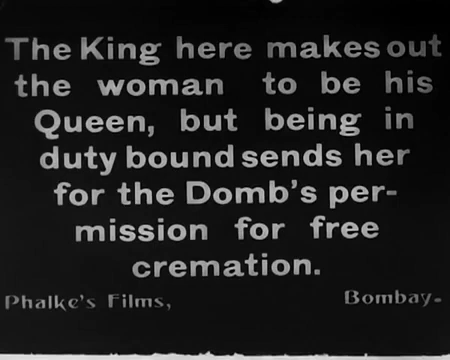 The King here makes out
the woman to be his
Queen, but being in
duty bound sends her
for the Domb's per-
mission for free
cremation.
Phalke's Films, Bombay.